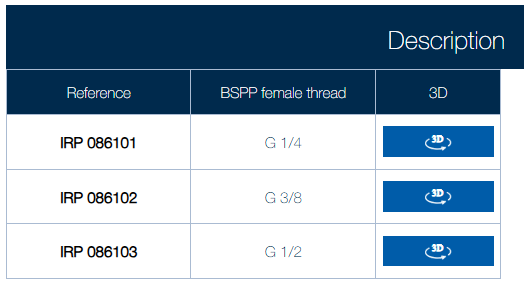 Description
Reference BSPP female thread 3D
IRP 086101 G 1/4 3D
IRP 086102 G 3/8 3D
IRP 086103 G 1/2 3D